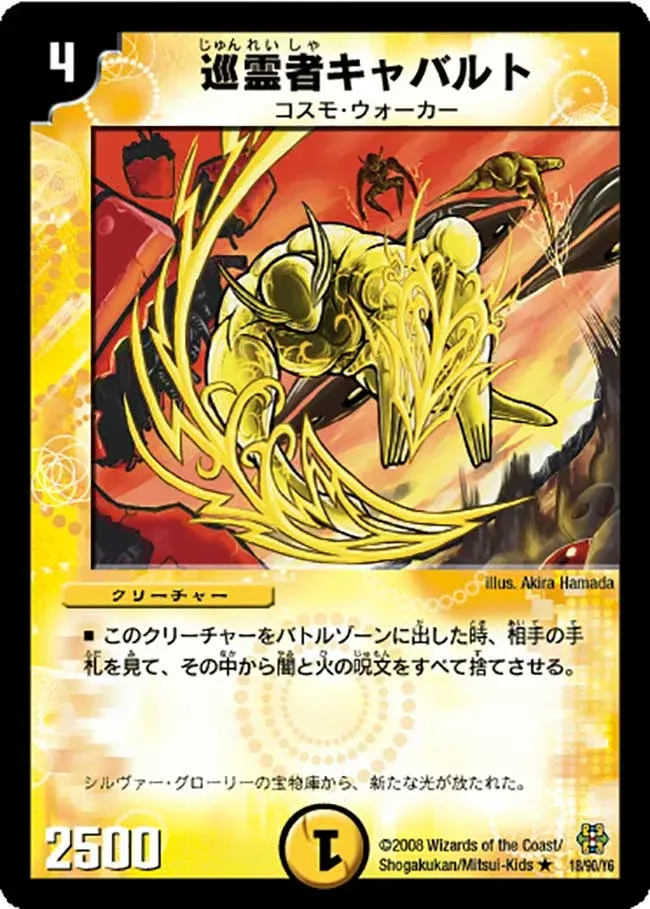 4
じゅんれいしゃ
巡霊者キャバルト
コスモ・ウォーカー
illus. Akira Hamada
クリーチャー
■ このクリーチャーをバトルゾーンに出した時、相手の手
札を見て、その中から闇と火の呪文をすべて捨てさせる。
シルヴァー・グローリーの宝物庫から、新たな光が放たれた。
2500
1
©2008 Wizards of the Coast/
Shogakukan/Mitsui-Kids ★ 18/90/Y6